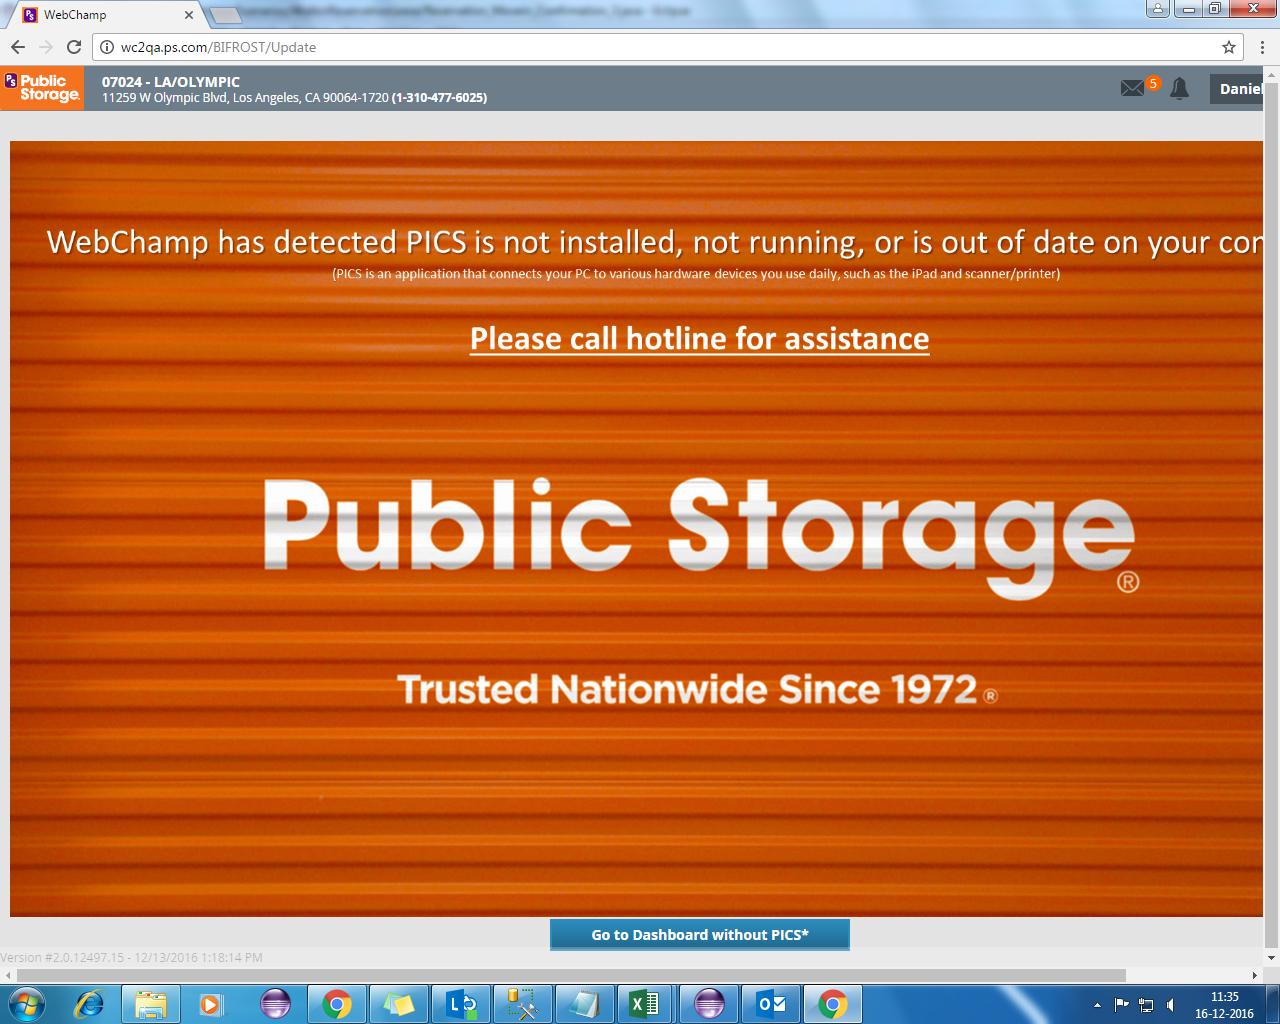 WebChamp
wc2qa.ps.com/BIFROST/Update
PS Public Storage.
07024 - LA/OLYMPIC
11259 W Olympic Blvd, Los Angeles, CA 90064-1720 (1-310-477-6025)
5
Daniel
WebChamp has detected PICS is not installed, not running, or is out of date on your con
(PICS is an application that connects your PC to various hardware devices you use daily, such as the iPad and scanner/printer)
Please call hotline for assistance
Public Storage®
Trusted Nationwide Since 1972®
Go to Dashboard without PICS*
Version #2.0.12497.15 - 12/13/2016 1:18:14 PM
11:35
16-12-2016